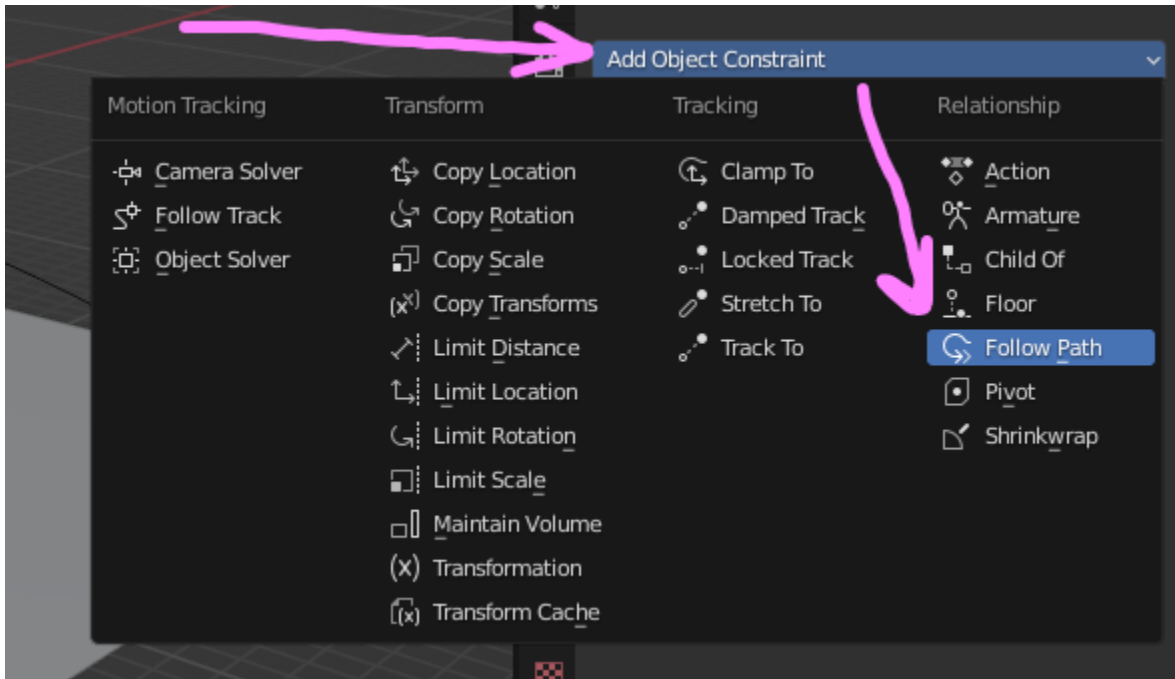 Add Object Constraint
Motion Tracking
Camera Solver
Follow Track
Object Solver
Transform
Copy Location
Copy Rotation
Copy Scale
Copy Transforms
Limit Distance
Limit Location
Limit Rotation
Limit Scale
Maintain Volume
Transformation
Transform Cache
Tracking
Clamp To
Damped Track
Locked Track
Stretch To
Track To
Relationship
Action
Armature
Child Of
Floor
Follow Path
Pivot
Shrinkwrap